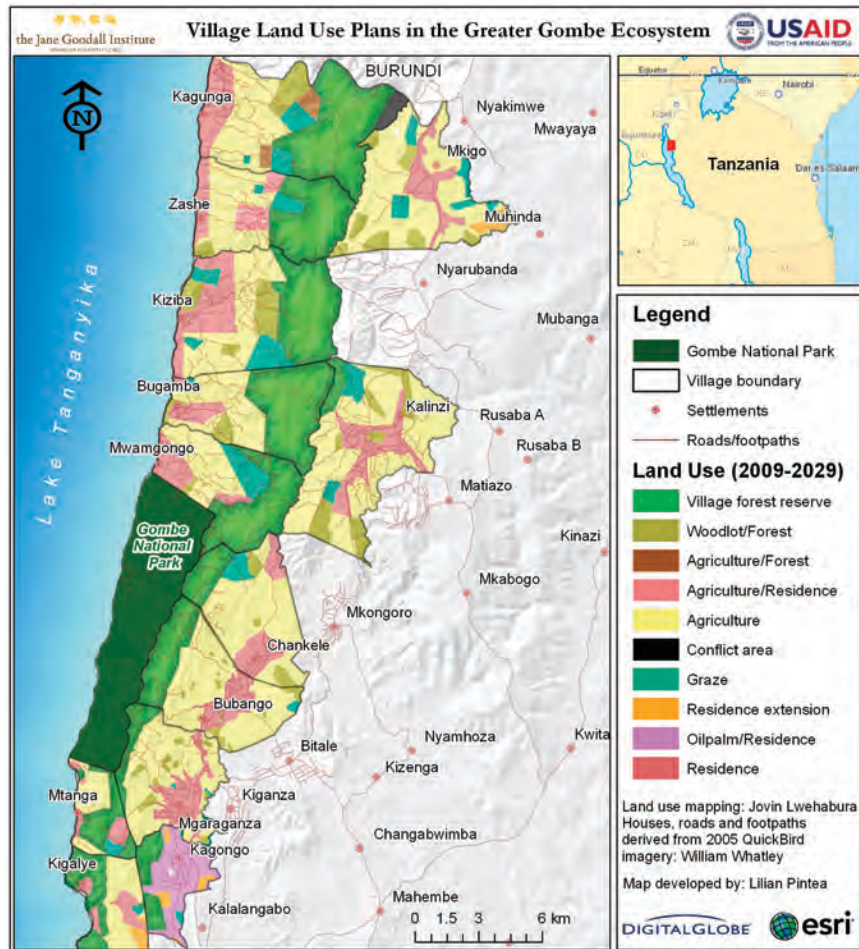 the Jane Goodall Institute
Village Land Use Plans in the Greater Gombe Ecosystem
USAID
FROM THE AMERICAN PEOPLE
BURUNDI
Kagunga
Nyakimwe
Mwayaya
N
Mkigo
Zashe
Muhinda
Nyarubanda
Kiziba
Mubanga
Bugamba
Kalinzi
Rusaba A
Mwamgongo
Rusaba B
Matiazo
Lake Tanganyika
Gombe
National
Park
Kinazi
Mkabogo
Mkongoro
Chankele
Bubango
Bitale
Nyamhoza
Kwita
Mtanga
Kiganza
Kizenga
Mgaraganza
Kagongo
Changabwimba
Kigalye
Kalalangabo
Mahembe
0 1.5 3 6 km
Equator
Kampala
Nairobi
Bujumbura
Tanzania
Dar es Salaam
Legend
Gombe National Park
Village boundary
Settlements
Roads/footpaths
Land Use (2009-2029)
Village forest reserve
Woodlot/Forest
Agriculture/Forest
Agriculture/Residence
Agriculture
Conflict area
Graze
Residence extension
Oilpalm/Residence
Residence
Land use mapping: Jovin Lwehabura
Houses, roads and footpaths
derived from 2005 QuickBird
imagery: William Whatley
Map developed by: Lilian Pintea
DIGITALGLOBE
esri